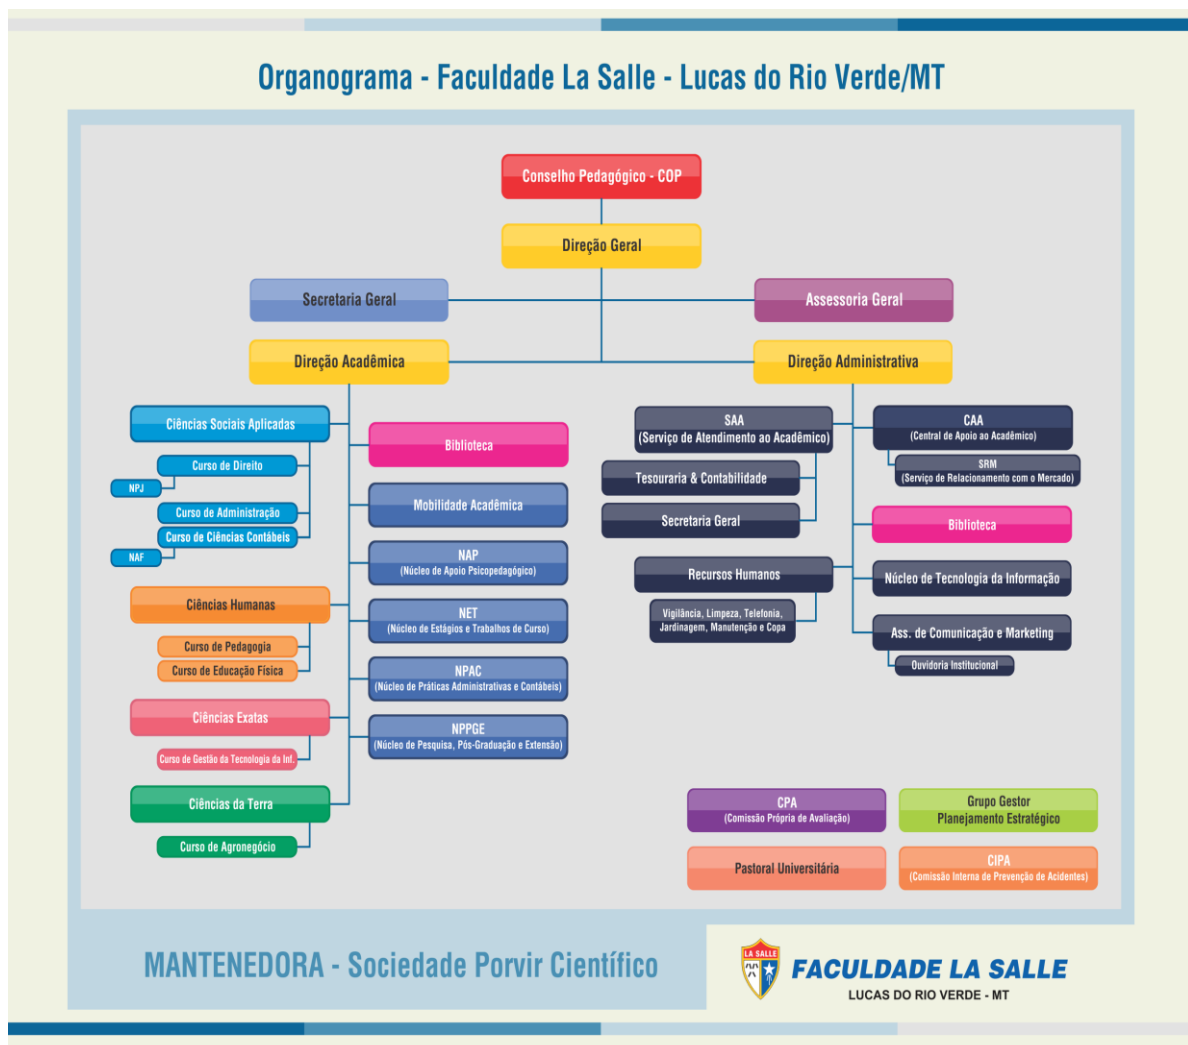 Organograma - Faculdade La Salle - Lucas do Rio Verde/MT
Conselho Pedagógico - COP
Direção Geral
Secretaria Geral
Assessoria Geral
Direção Acadêmica
Direção Administrativa
Ciências Sociais Aplicadas
Curso de Direito
NPJ
Curso de Administração
Curso de Ciências Contábeis
NAF
Ciências Humanas
Curso de Pedagogia
Curso de Educação Física
Ciências Exatas
Curso de Gestão da Tecnologia da Inf.
Ciências da Terra
Curso de Agronegócio
Biblioteca
Mobilidade Acadêmica
NAP
(Núcleo de Apoio Psicopedagógico)
NET
(Núcleo de Estágios e Trabalhos de Curso)
NPAC
(Núcleo de Práticas Administrativas e Contábeis)
NPPGE
(Núcleo de Pesquisa, Pós-Graduação e Extensão)
SAA
(Serviço de Atendimento ao Acadêmico)
Tesouraria & Contabilidade
Secretaria Geral
Recursos Humanos
Vigilância, Limpeza, Telefonia,
Jardinagem, Manutenção e Copa
CAA
(Central de Apoio ao Acadêmico)
SRM
(Serviço de Relacionamento com o Mercado)
Biblioteca
Núcleo de Tecnologia da Informação
Ass. de Comunicação e Marketing
Ouvidoria Institucional
CPA
(Comissão Própria de Avaliação)
Grupo Gestor
Planejamento Estratégico
Pastoral Universitária
CIPA
(Comissão Interna de Prevenção de Acidentes)
MANTENEDORA - Sociedade Porvir Científico
LA SALLE
FACULDADE LA SALLE
LUCAS DO RIO VERDE - MT